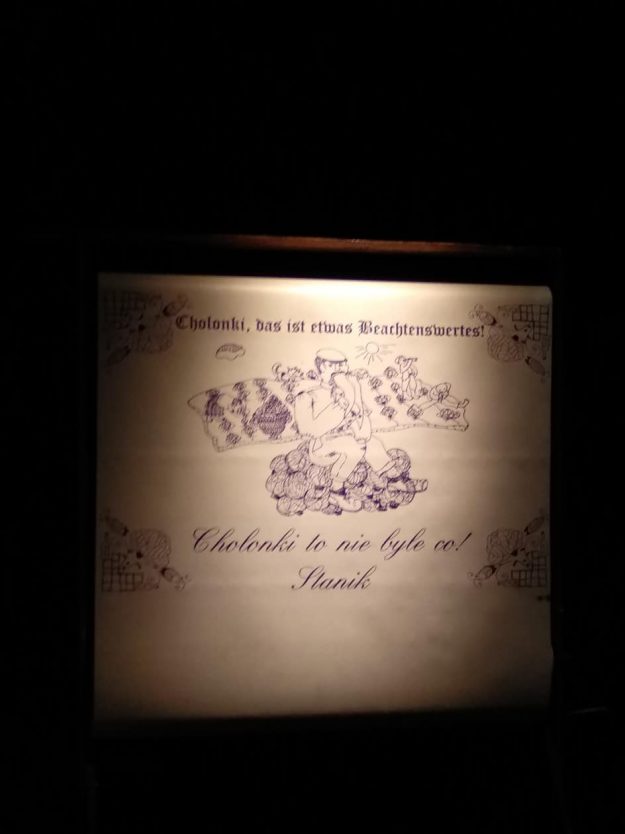 Cholonki, das ist etwas Beachtenswertes!
Cholonki to nie byle co!
Stanik